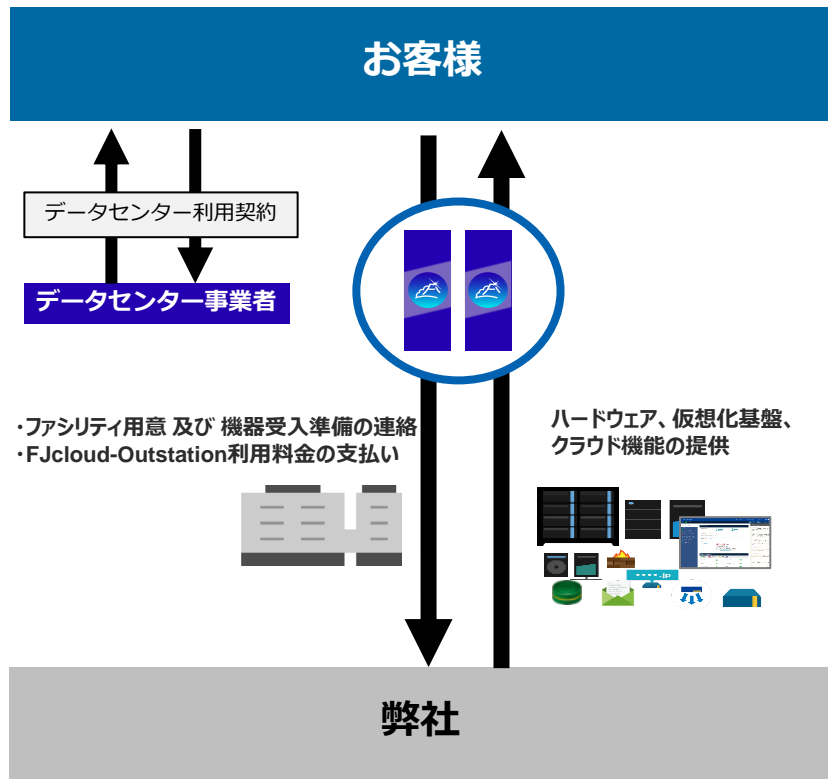 お客様
データセンター利用契約
データセンター事業者
・ファシリティ用意 及び 機器受入準備の連絡
・FJcloud-Outstation利用料金の支払い
ハードウェア、仮想化基盤、
クラウド機能の提供
.jp
弊社